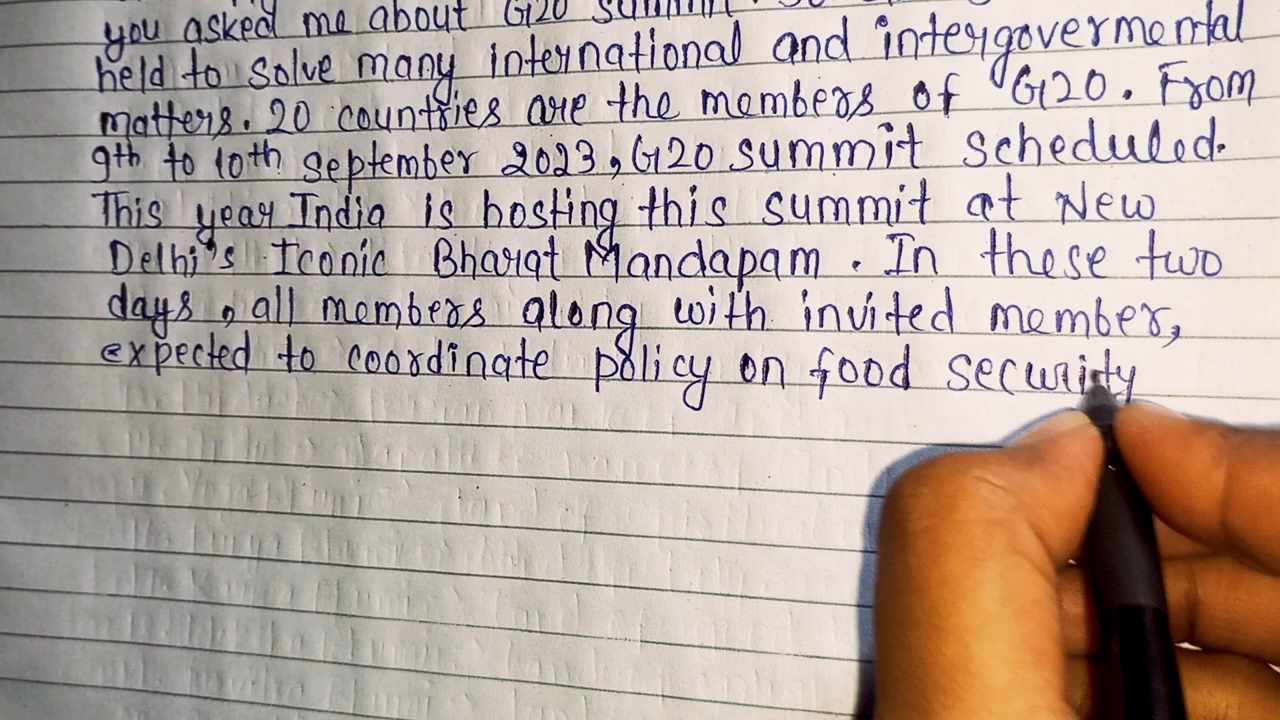 you asked me about G20 summit
held to solve many international and intergovermental
matters. 20 countries are the members of G20. From
9th to 10th september 2023, G20 summit scheduled.
This year India is hosting this summit at New
Delhi's Iconic Bharat Mandapam. In these two
days, all members along with invited member,
expected to coordinate policy on food security